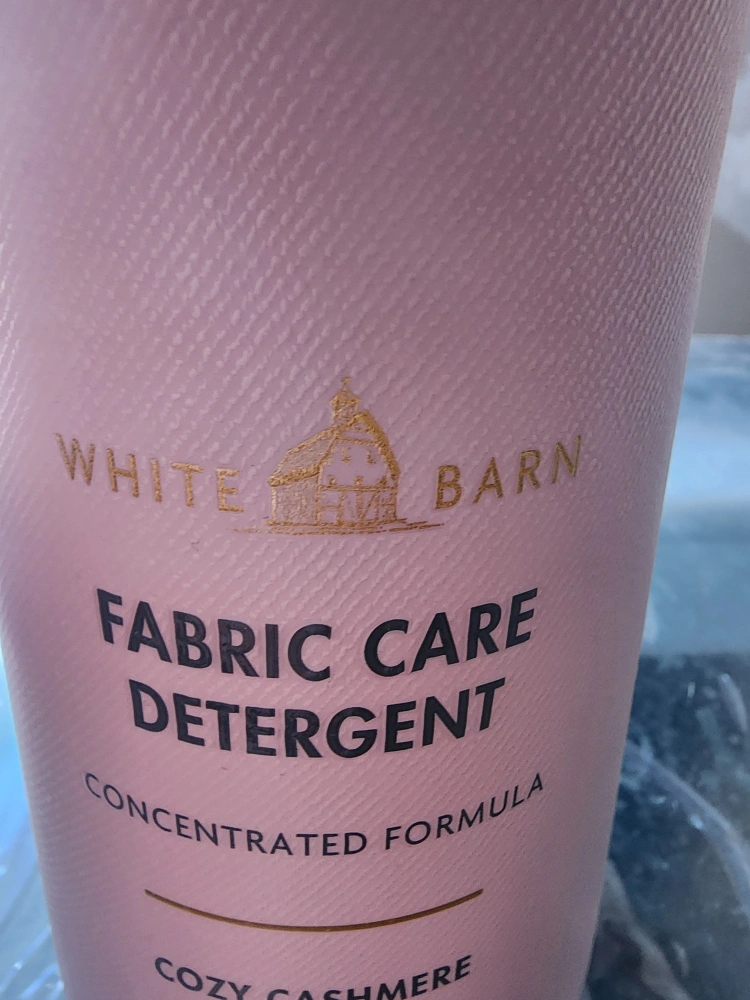 WHITE BARN
FABRIC CARE
DETERGENT
CONCENTRATED FORMULA
COZY CASHMERE